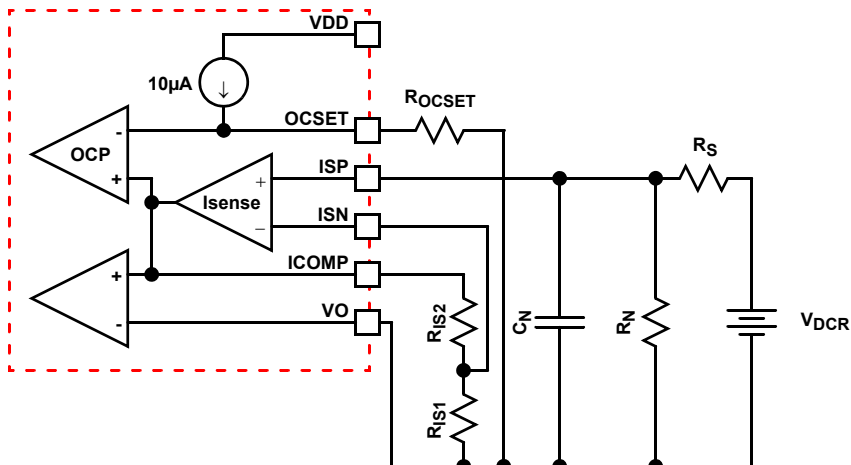 VDD
10µA
↓
OCSET
ROCSET
-
OCP
+
ISP
RS
+
Isense
ISN
−
ICOMP
+
VO
-
RIS2
CN
RN
VDCR
RIS1